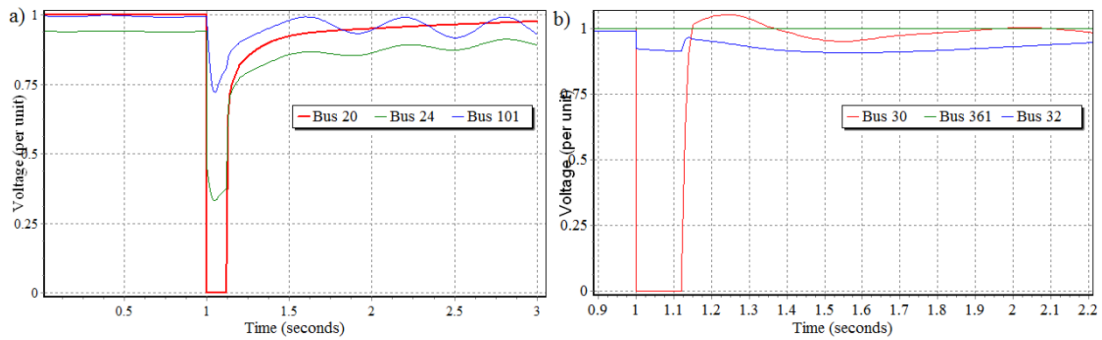 a)
Voltage (per unit)
1
0.75
0.5
0.25
0
Bus 20 Bus 24 Bus 101
0.5 1 1.5 2 2.5 3
Time (seconds)
b)
Voltage (per unit)
1
0.75
0.5
0.25
0
Bus 30 Bus 361 Bus 32
0.9 1 1.1 1.2 1.3 1.4 1.5 1.6 1.7 1.8 1.9 2 2.1 2.2
Time (seconds)